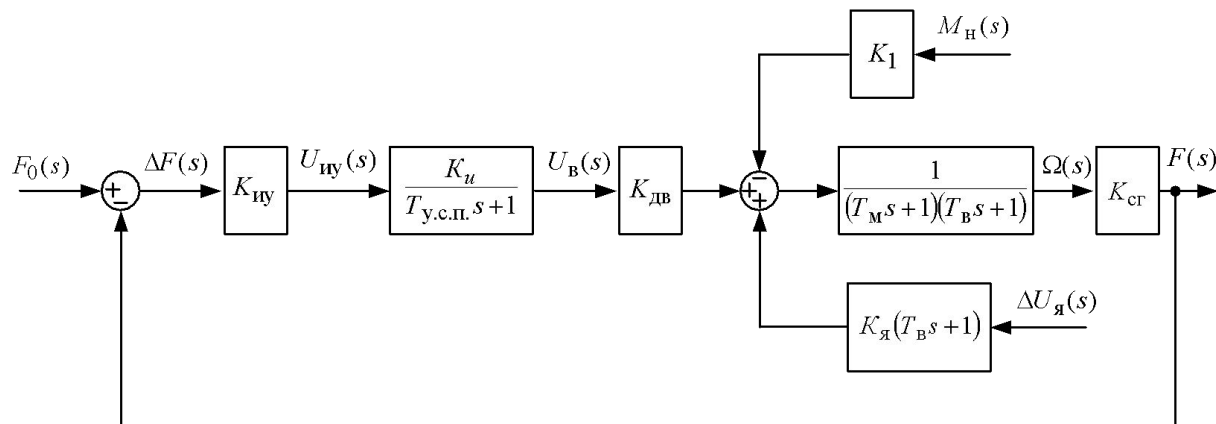 M_н(s)
K_1
F_0(s)
ΔF(s)
K_иу
U_иу(s)
K_u
T_у.с.п. s+1
U_в(s)
K_дв
1
(T_м s+1)(T_в s+1)
Ω(s)
K_сг
F(s)
+
−
−
+
+
K_я(T_в s+1)
ΔU_я(s)